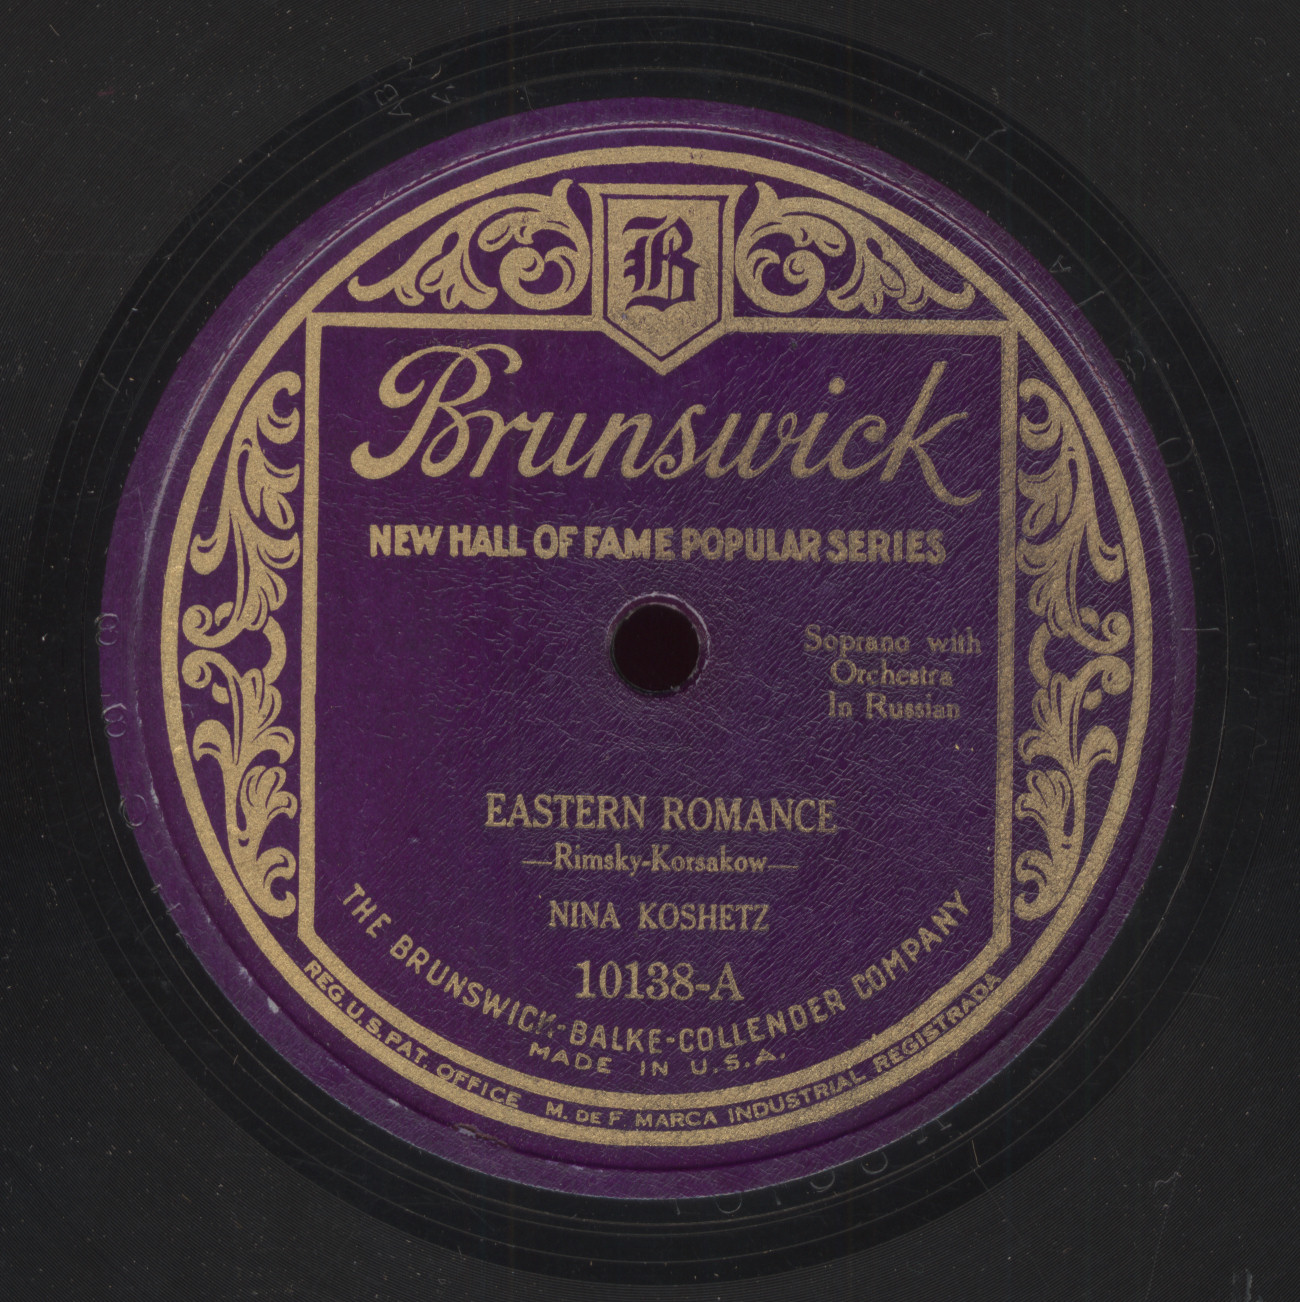 B
Brunswick
NEW HALL OF FAME POPULAR SERIES
Soprano with
Orchestra
In Russian
EASTERN ROMANCE
—Rimsky-Korsakow—
NINA KOSHETZ
10138-A
THE BRUNSWICK-BALKE-COLLENDER COMPANY
MADE IN U.S.A.
REG. U.S. PAT. OFFICE M. DE F. MARCA INDUSTRIAL REGISTRADA